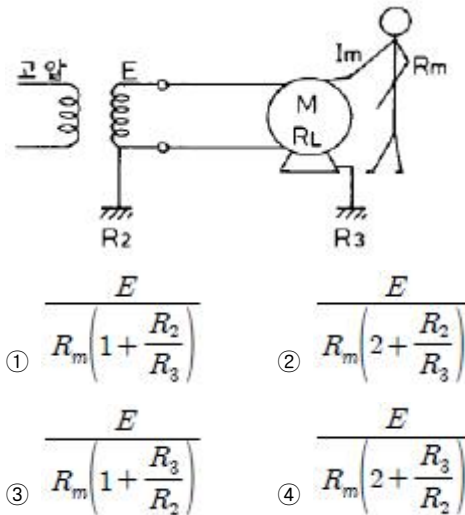 고압 E Im Rm
M
RL
R2 R3
① E / Rm(1 + R2/R3) ② E / Rm(2 + R2/R3)
③ E / Rm(1 + R3/R2) ④ E / Rm(2 + R3/R2)